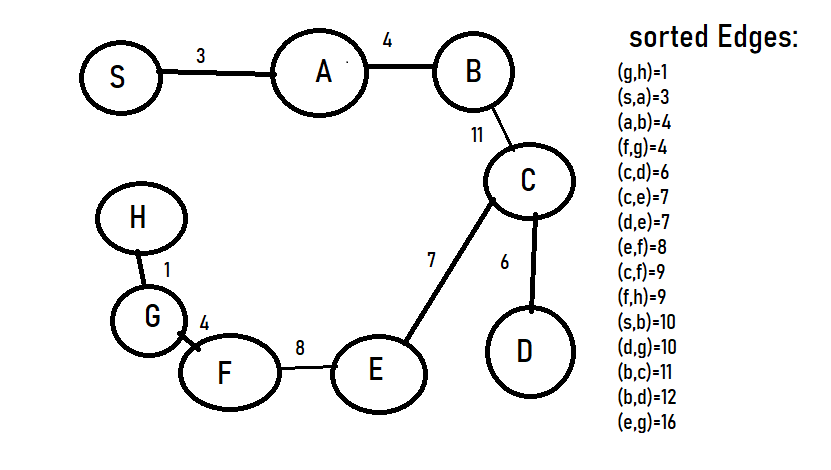 sorted Edges:
S
3
A
4
B
11
C
H
1
G
4
F
8
E
7
6
D
(g,h)=1
(s,a)=3
(a,b)=4
(f,g)=4
(c,d)=6
(c,e)=7
(d,e)=7
(e,f)=8
(c,f)=9
(f,h)=9
(s,b)=10
(d,g)=10
(b,c)=11
(b,d)=12
(e,g)=16